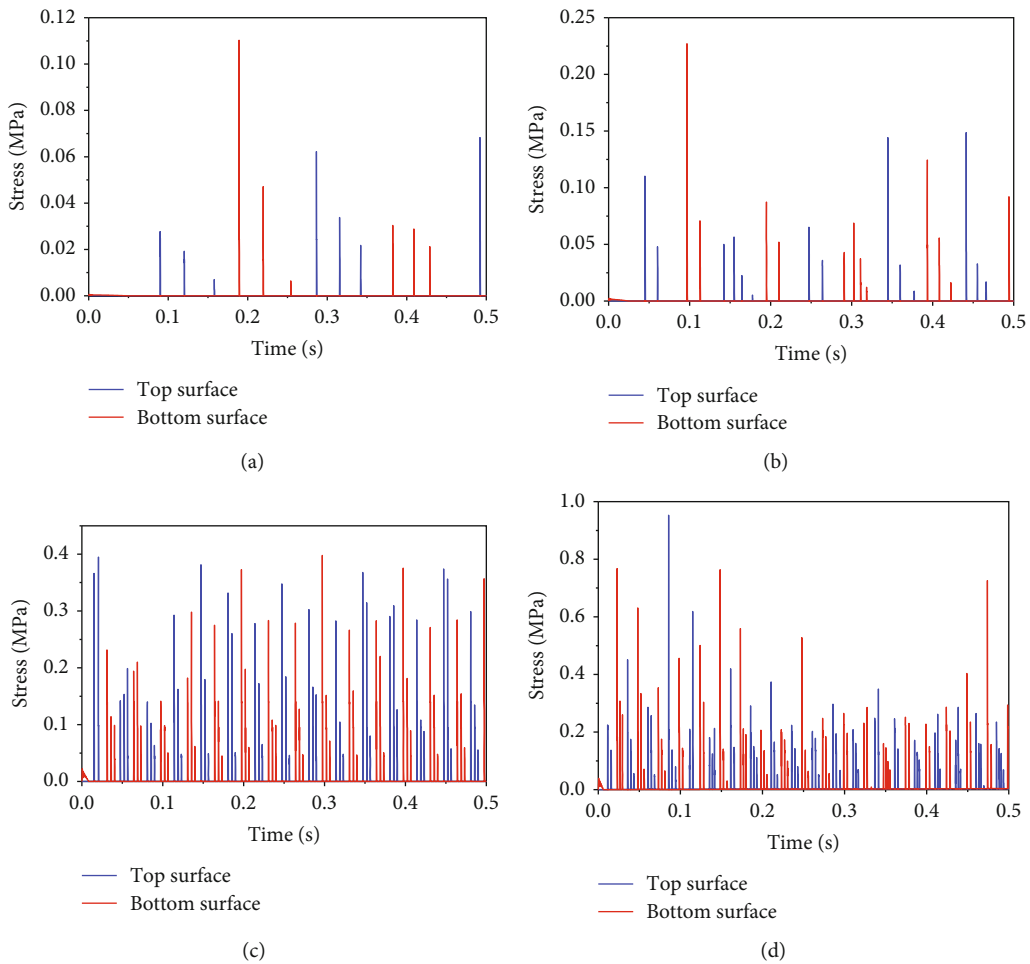 0.12
0.10
0.08
0.06
0.04
0.02
0.00
Stress (MPa)
0.0 0.1 0.2 0.3 0.4 0.5
Time (s)
Top surface
Bottom surface
(a)
0.25
0.20
0.15
0.10
0.05
0.00
Stress (MPa)
0.0 0.1 0.2 0.3 0.4 0.5
Time (s)
Top surface
Bottom surface
(b)
0.4
0.3
0.2
0.1
0.0
Stress (MPa)
0.0 0.1 0.2 0.3 0.4 0.5
Time (s)
Top surface
Bottom surface
(c)
1.0
0.8
0.6
0.4
0.2
0.0
Stress (MPa)
0.0 0.1 0.2 0.3 0.4 0.5
Time (s)
Top surface
Bottom surface
(d)